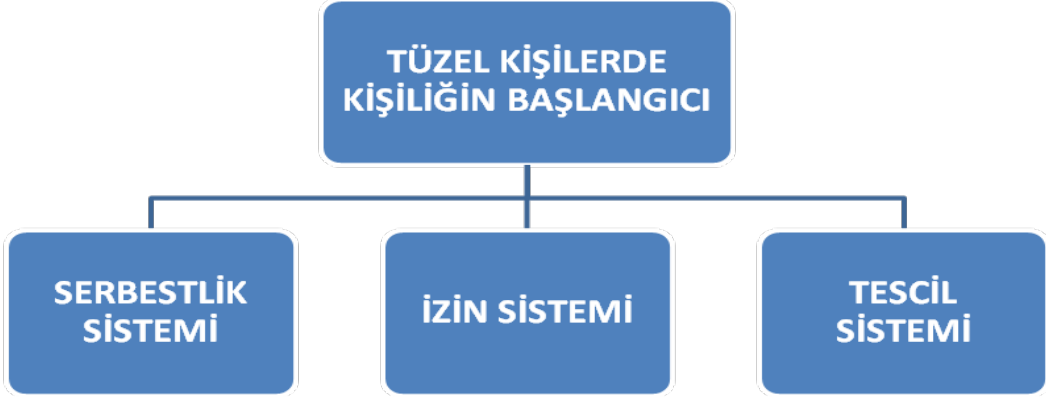 TÜZEL KİŞİLERDE
KİŞİLİĞİN BAŞLANGICI
SERBESTLİK
SİSTEMİ
İZİN SİSTEMİ
TESCİL
SİSTEMİ